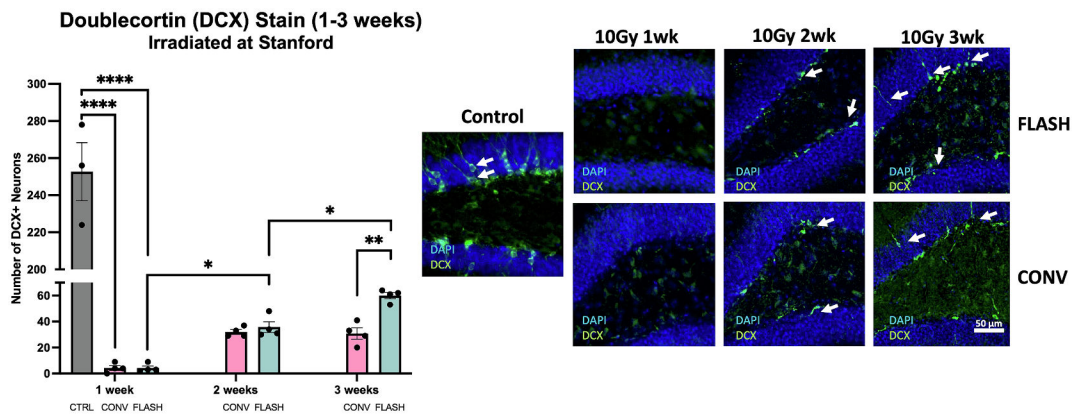 Doublecortin (DCX) Stain (1-3 weeks)
Irradiated at Stanford
Number of DCX+ Neurons
300
280
260
240
220
200
60
40
20
0
****
****
*
*
**
1 week
2 weeks
3 weeks
CTRL CONV FLASH
CONV FLASH
CONV FLASH
Control
DAPI
DCX
10Gy 1wk
10Gy 2wk
10Gy 3wk
DAPI
DCX
DAPI
DCX
DAPI
DCX
FLASH
DAPI
DCX
DAPI
DCX
DAPI
DCX
50 µm
CONV